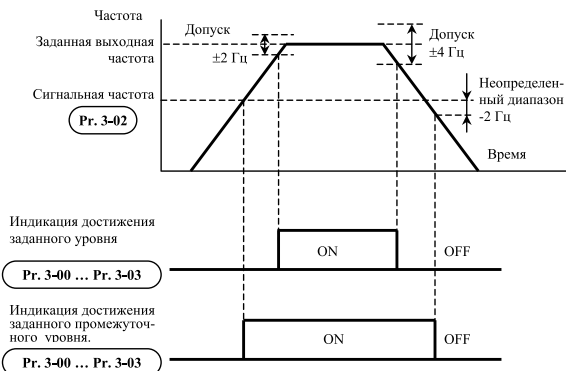 Частота
Допуск
±2 Гц
Допуск
±4 Гц
Заданная выходная
частота
Сигнальная частота
Pr. 3-02
Неопределен-
ный диапазон
-2 Гц
Время
Индикация достижения
заданного уровня
ON
OFF
Pr. 3-00 ... Pr. 3-03
Индикация достижения
заданного промежуточ-
ного уровня.
ON
OFF
Pr. 3-00 ... Pr. 3-03